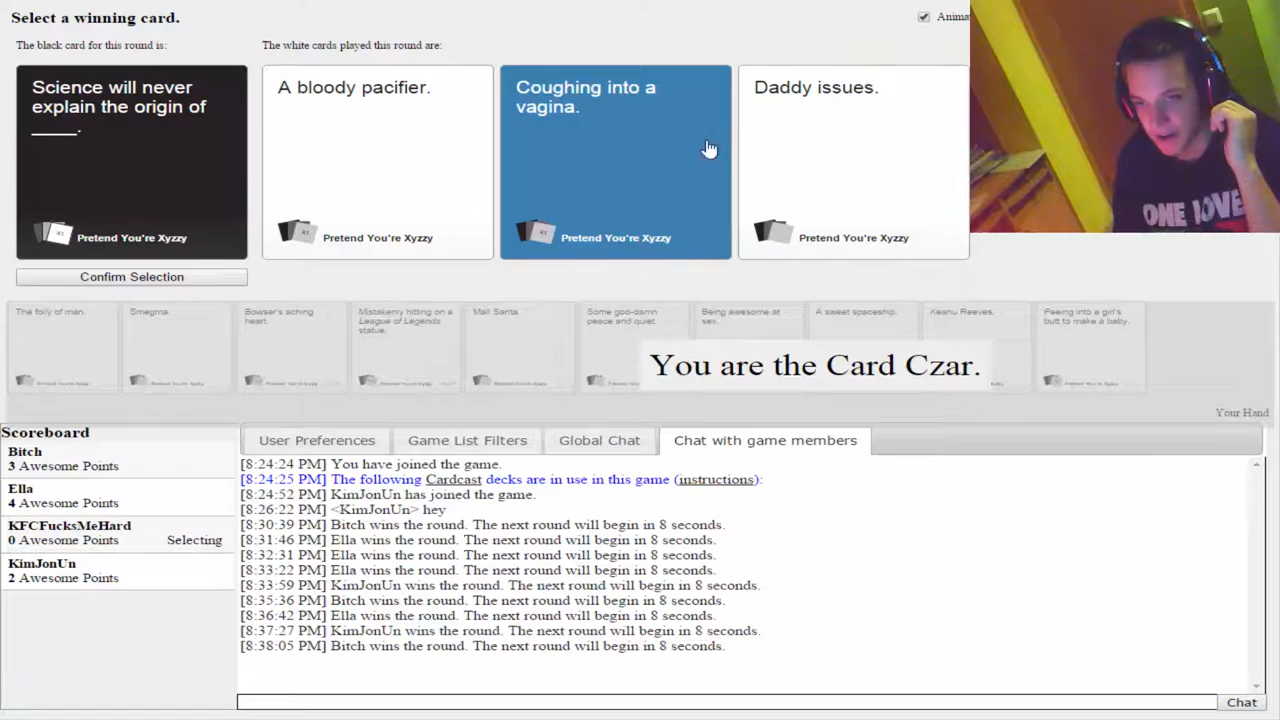 Select a winning card.
Anima
The black card for this round is:
The white cards played this round are:
Science will never
explain the origin of
_____.
Pretend You're Xyzzy
A bloody pacifier.
Pretend You're Xyzzy
Coughing into a
vagina.
Pretend You're Xyzzy
Daddy issues.
Pretend You're Xyzzy
ONE LOVE
Confirm Selection
The folly of man.
Smegma.
Bowser's aching
heart.
Mistakenly hitting on a
League of Legends
statue.
Mall Santa.
Some god-damn
peace and quiet.
Being awesome at
sex.
A sweet spaceship.
Keanu Reeves.
Peeing into a girl's
butt to make a baby.
You are the Card Czar.
Your Hand
Scoreboard
Bitch
3 Awesome Points
Ella
4 Awesome Points
KFCFucksMeHard
0 Awesome Points Selecting
KimJonUn
2 Awesome Points
User Preferences
Game List Filters
Global Chat
Chat with game members
[8:24:24 PM] You have joined the game.
[8:24:25 PM] The following Cardcast decks are in use in this game (instructions):
[8:24:52 PM] KimJonUn has joined the game.
[8:26:22 PM] <KimJonUn> hey
[8:30:39 PM] Bitch wins the round. The next round will begin in 8 seconds.
[8:31:46 PM] Ella wins the round. The next round will begin in 8 seconds.
[8:32:31 PM] Ella wins the round. The next round will begin in 8 seconds.
[8:33:22 PM] Ella wins the round. The next round will begin in 8 seconds.
[8:33:59 PM] KimJonUn wins the round. The next round will begin in 8 seconds.
[8:35:36 PM] Bitch wins the round. The next round will begin in 8 seconds.
[8:36:42 PM] Ella wins the round. The next round will begin in 8 seconds.
[8:37:27 PM] KimJonUn wins the round. The next round will begin in 8 seconds.
[8:38:05 PM] Bitch wins the round. The next round will begin in 8 seconds.
Chat